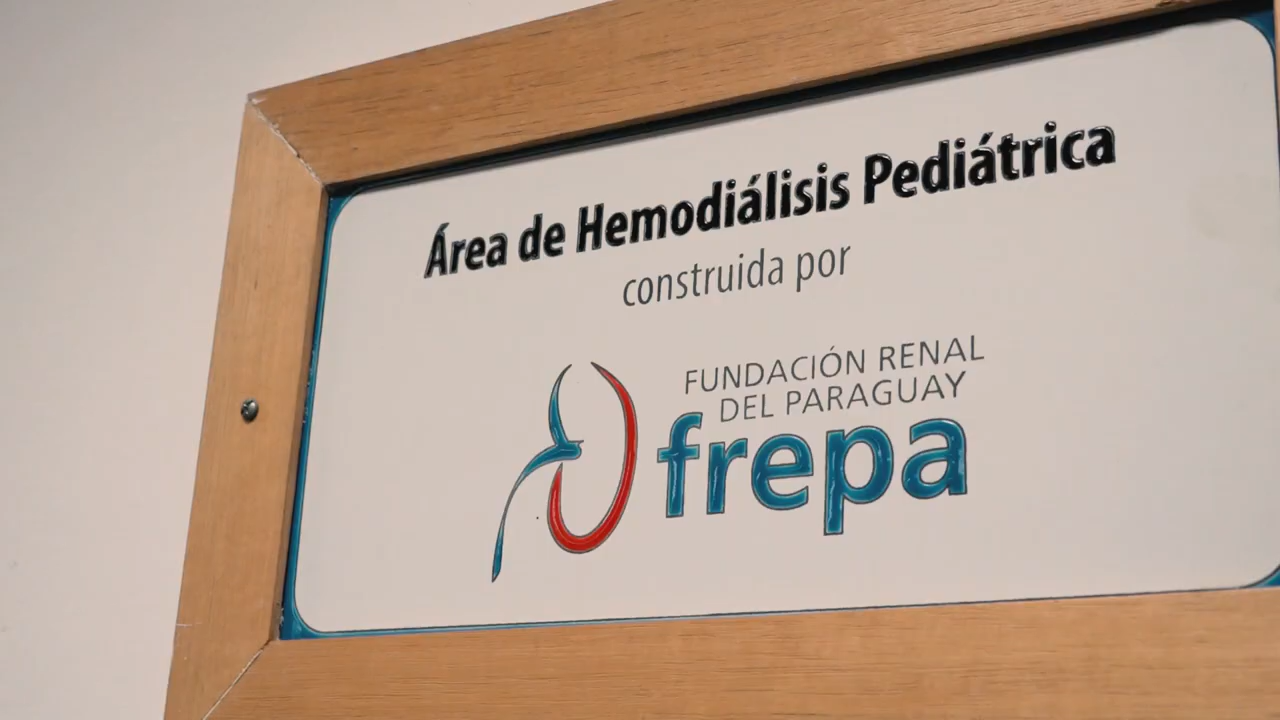 Área de Hemodiálisis Pediátrica
construida por
FUNDACIÓN RENAL
DEL PARAGUAY
frepa